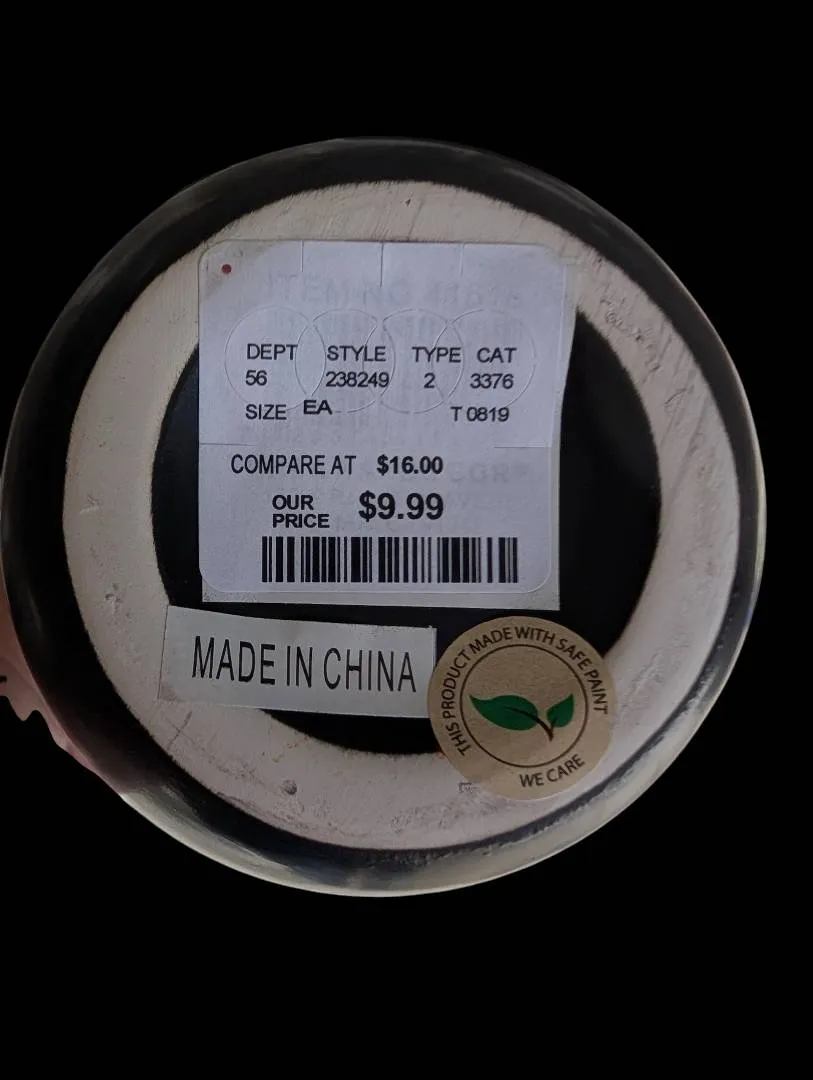 DEPT STYLE TYPE CAT
56 238249 2 3376
SIZE EA T 0819
COMPARE AT $16.00
OUR PRICE $9.99
MADE IN CHINA
THIS PRODUCT MADE WITH SAFE PAINT
WE CARE